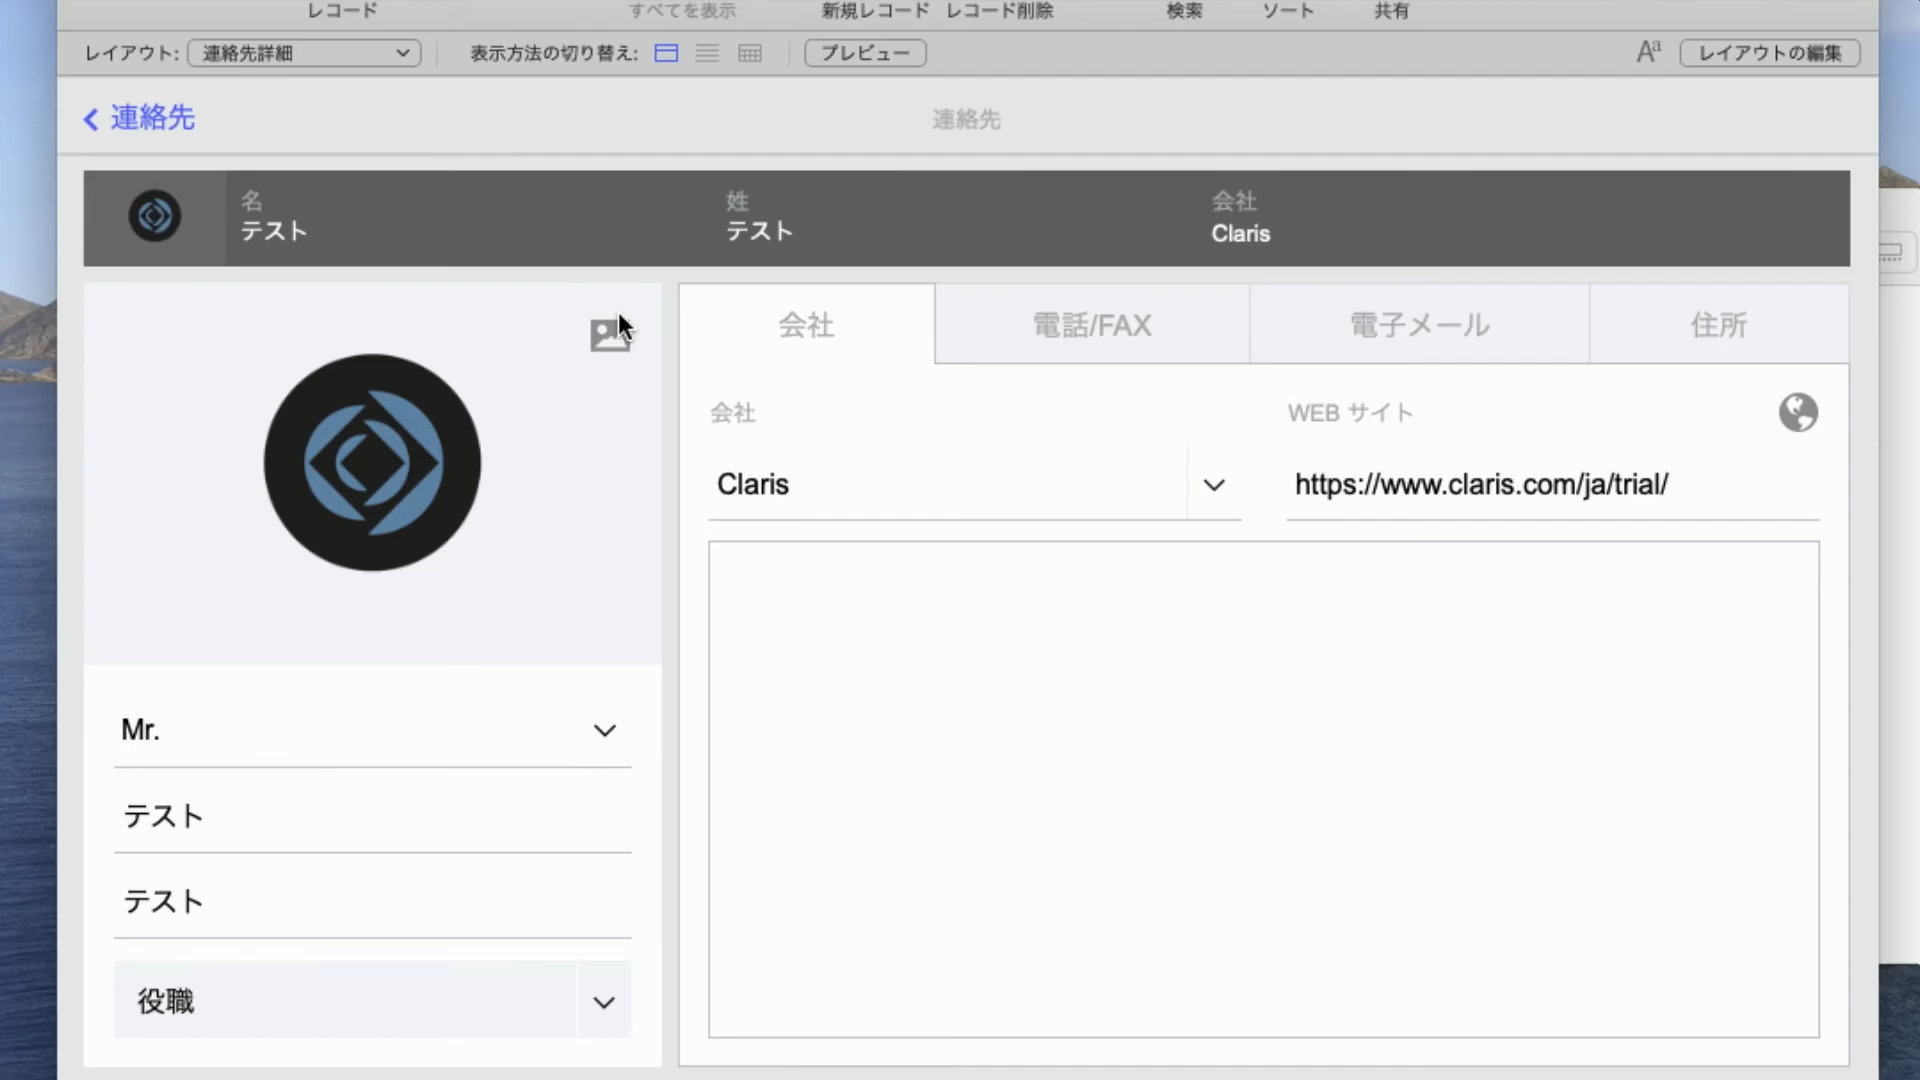 レコード すべてを表示 新規レコード レコード削除 検索 ソート 共有
レイアウト: 連絡先詳細 表示方法の切り替え: プレビュー Aa レイアウトの編集
連絡先 連絡先
名 姓 会社
テスト テスト Claris
会社 電話/FAX 電子メール 住所
会社 WEB サイト
Claris https://www.claris.com/ja/trial/
Mr.
テスト
テスト
役職